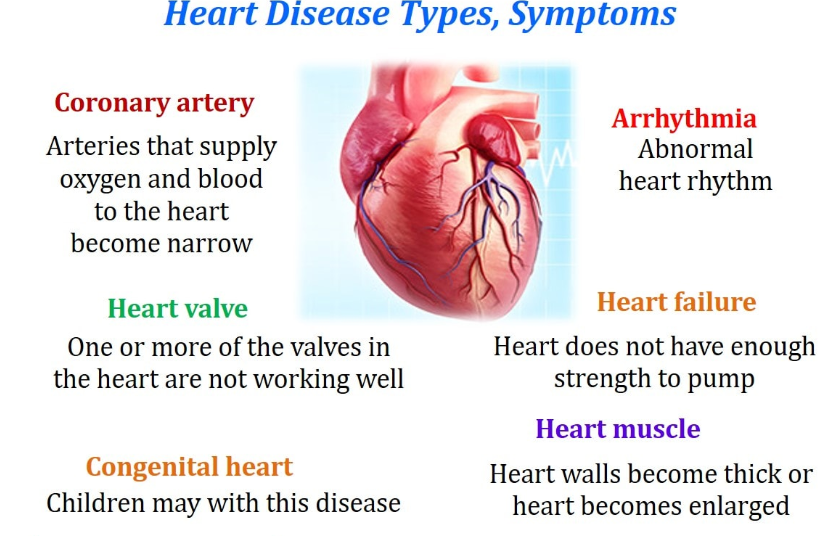 Heart Disease Types, Symptoms
Coronary artery
Arteries that supply
oxygen and blood
to the heart
become narrow
Arrhythmia
Abnormal
heart rhythm
Heart valve
One or more of the valves in
the heart are not working well
Heart failure
Heart does not have enough
strength to pump
Congenital heart
Children may with this disease
Heart muscle
Heart walls become thick or
heart becomes enlarged